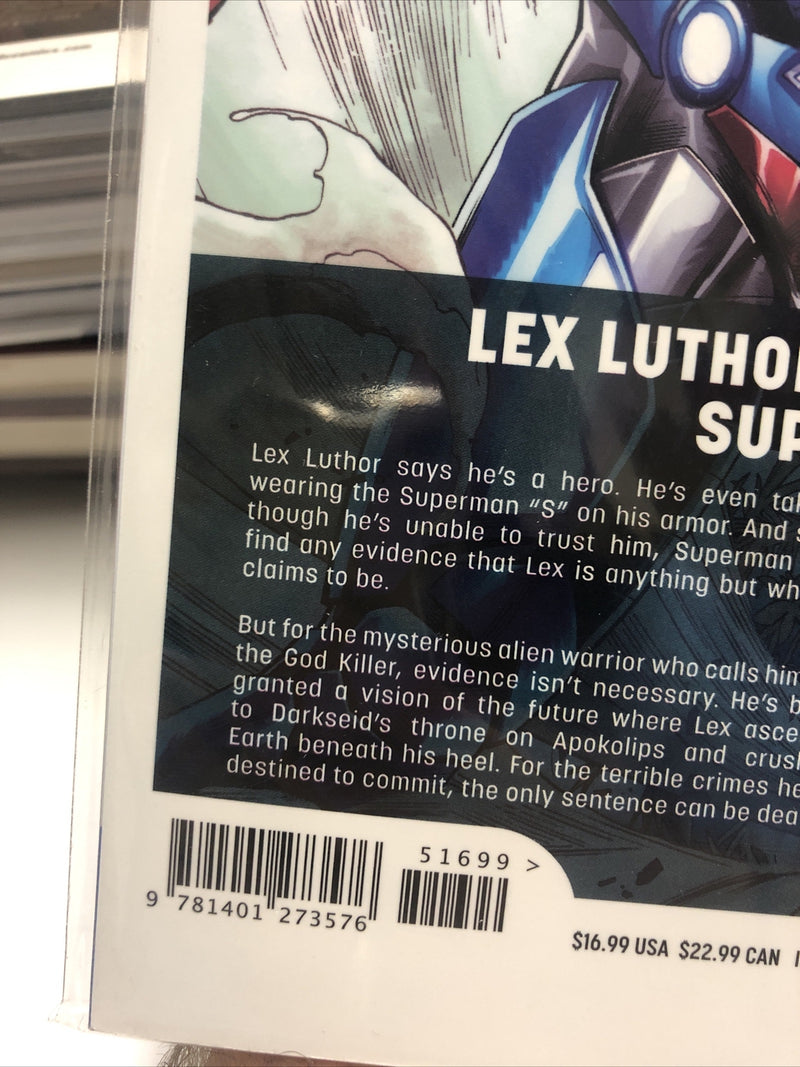 LEX LUTHO
SUP
Lex Luthor says he's a hero. He's even tal
wearing the Superman "S" on his armor. And s
though he's unable to trust him, Superman
find any evidence that Lex is anything but wh
claims to be.
But for the mysterious alien warrior who calls him
the God Killer, evidence isn't necessary. He's b
granted a vision of the future where Lex asce
to Darkseid's throne on Apokolips and crush
Earth beneath his heel. For the terrible crimes he
destined to commit, the only sentence can be dea
51699 >
9 781401 273576
$16.99 USA $22.99 CAN